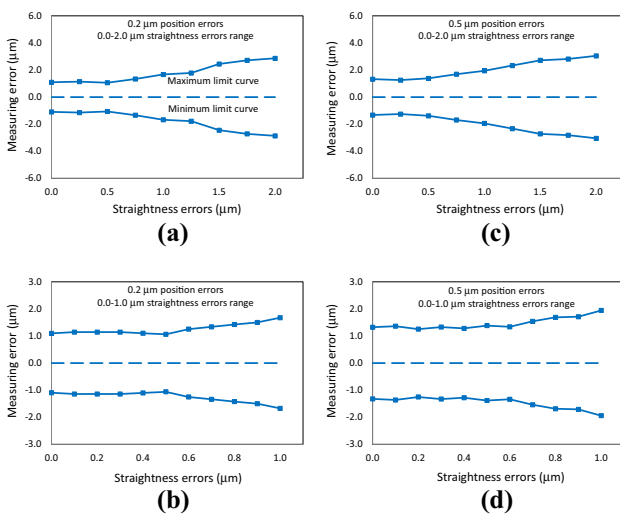 0.2 μm position errors
0.0-2.0 μm straightness errors range
Measuring error (μm)
6.0
4.0
2.0
0.0
-2.0
-4.0
-6.0
Maximum limit curve
Minimum limit curve
0.0 0.5 1.0 1.5 2.0
Straightness errors (μm)
(a)
0.5 μm position errors
0.0-2.0 μm straightness errors range
Measuring error (μm)
6.0
4.0
2.0
0.0
-2.0
-4.0
-6.0
0.0 0.5 1.0 1.5 2.0
Straightness errors (μm)
(c)
0.2 μm position errors
0.0-1.0 μm straightness errors range
Measuring error (μm)
3.0
2.0
1.0
0.0
-1.0
-2.0
-3.0
0.0 0.2 0.4 0.6 0.8 1.0
Straightness errors (μm)
(b)
0.5 μm position errors
0.0-1.0 μm straightness errors range
Measuring error (μm)
3.0
2.0
1.0
0.0
-1.0
-2.0
-3.0
0.0 0.2 0.4 0.6 0.8 1.0
Straightness errors (μm)
(d)